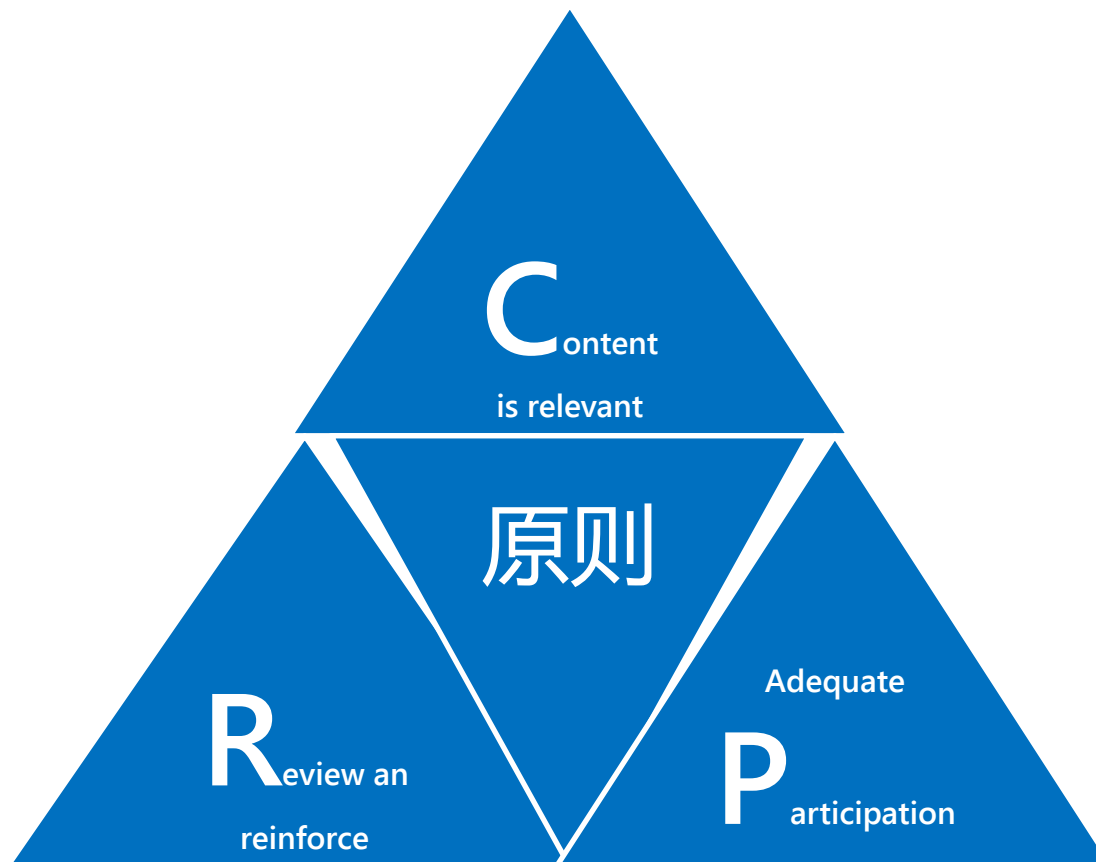 Content
is relevant
原则
Review an
reinforce
Adequate
Participation